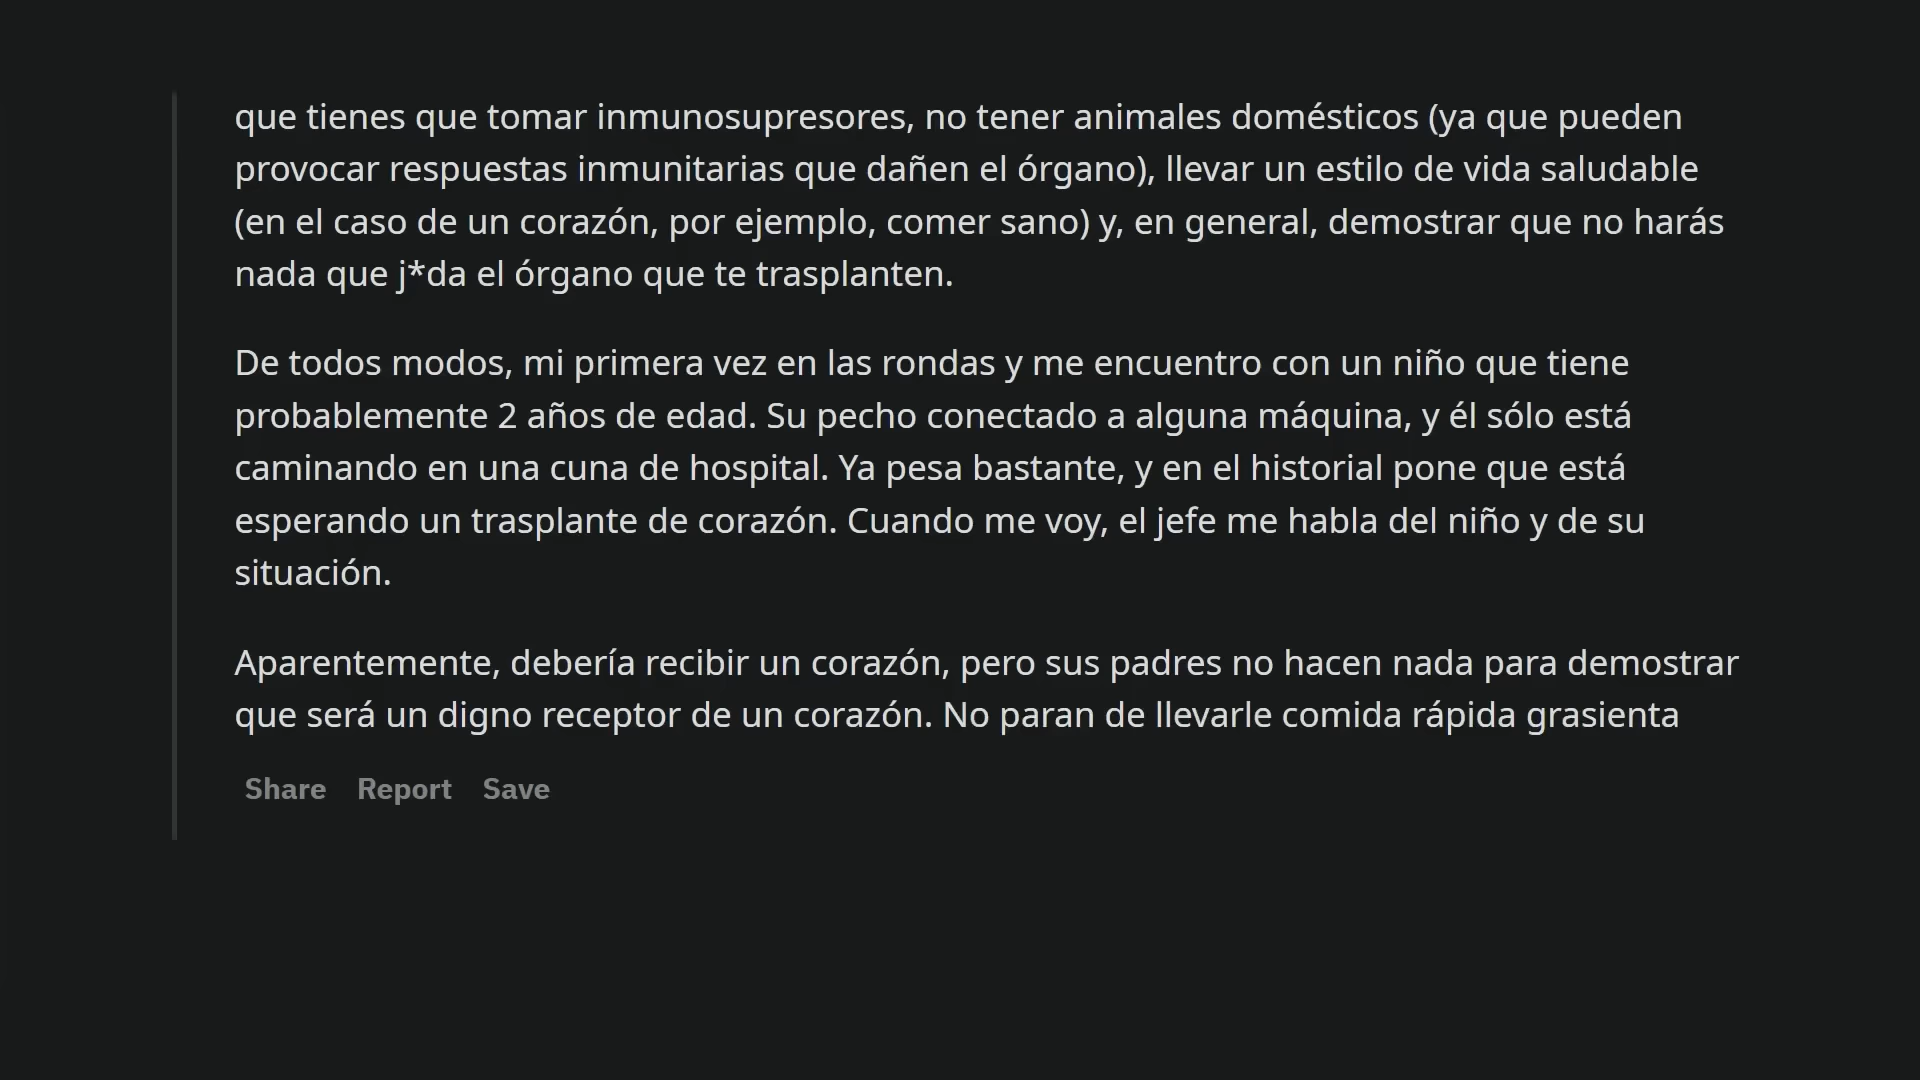 que tienes que tomar inmunosupresores, no tener animales domésticos (ya que pueden
provocar respuestas inmunitarias que dañen el órgano), llevar un estilo de vida saludable
(en el caso de un corazón, por ejemplo, comer sano) y, en general, demostrar que no harás
nada que j*da el órgano que te trasplanten.
De todos modos, mi primera vez en las rondas y me encuentro con un niño que tiene
probablemente 2 años de edad. Su pecho conectado a alguna máquina, y él sólo está
caminando en una cuna de hospital. Ya pesa bastante, y en el historial pone que está
esperando un trasplante de corazón. Cuando me voy, el jefe me habla del niño y de su
situación.
Aparentemente, debería recibir un corazón, pero sus padres no hacen nada para demostrar
que será un digno receptor de un corazón. No paran de llevarle comida rápida grasienta
Share Report Save